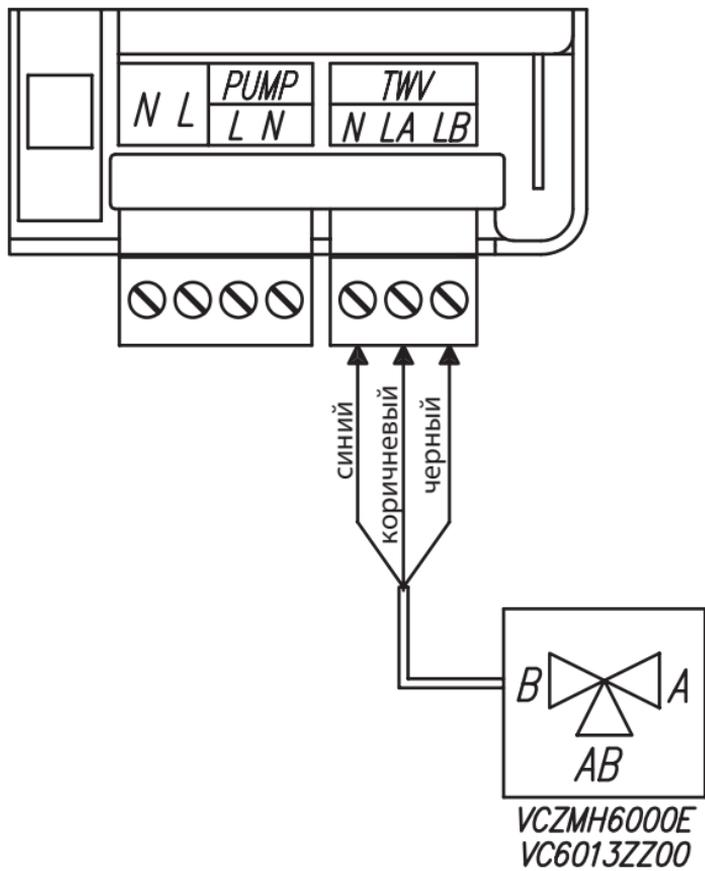 N L
PUMP
L N
TWV
N LA LB
синий
коричневый
черный
B
A
AB
VCZMH6000E
VC6013ZZ00